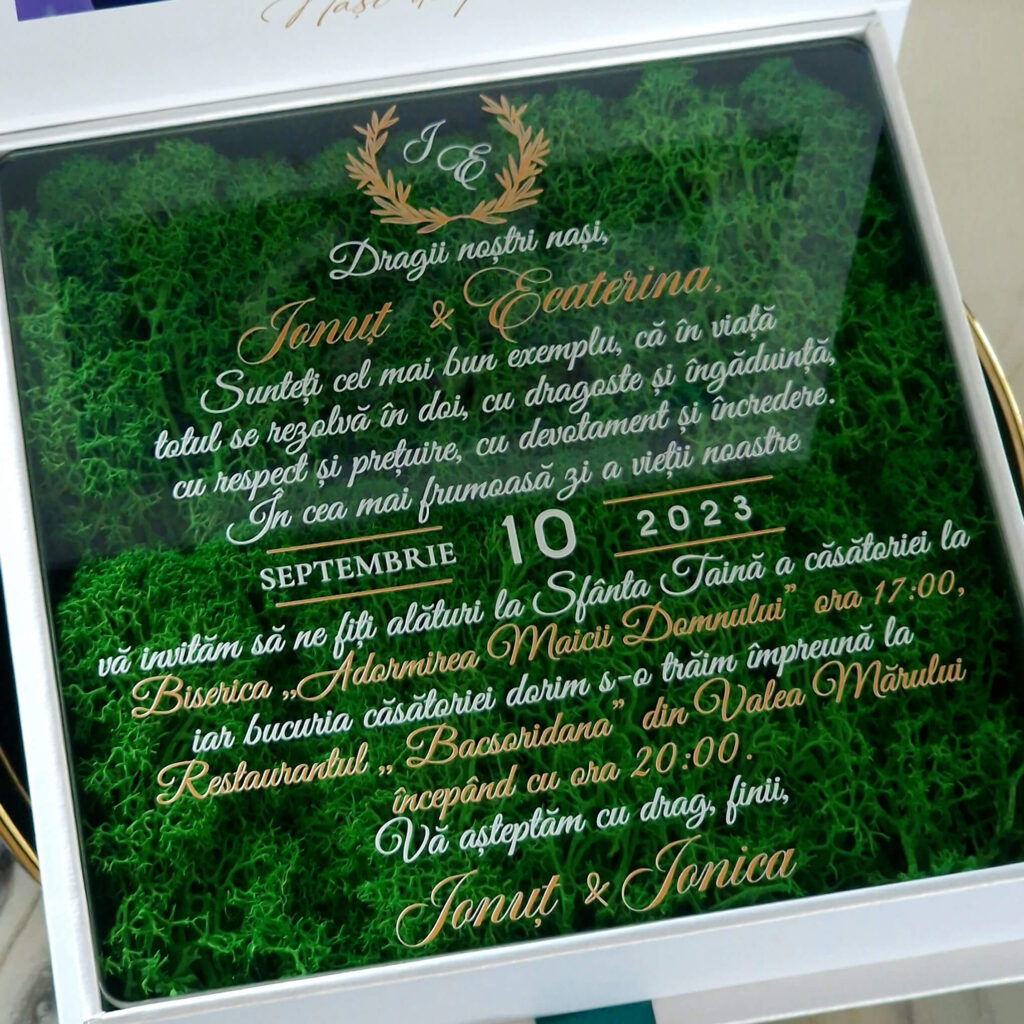 Nași
I E
Dragii noștri nași,
Ionuț & Ecaterina,
Sunteți cel mai bun exemplu, că în viață
totul se rezolvă în doi, cu dragoste și îngăduință,
cu respect și prețuire, cu devotament și încredere.
În cea mai frumoasă zi a vieții noastre
SEPTEMBRIE 10 2023
vă invităm să ne fiți alături la Sfânta Taină a căsătoriei la
Biserica „Adormirea Maicii Domnului” ora 17:00,
iar bucuria căsătoriei dorim s-o trăim împreună la
Restaurantul „ Bacsoridana” din Valea Mărului
începând cu ora 20:00.
Vă așteptăm cu drag, finii,
Ionuț & Ionica